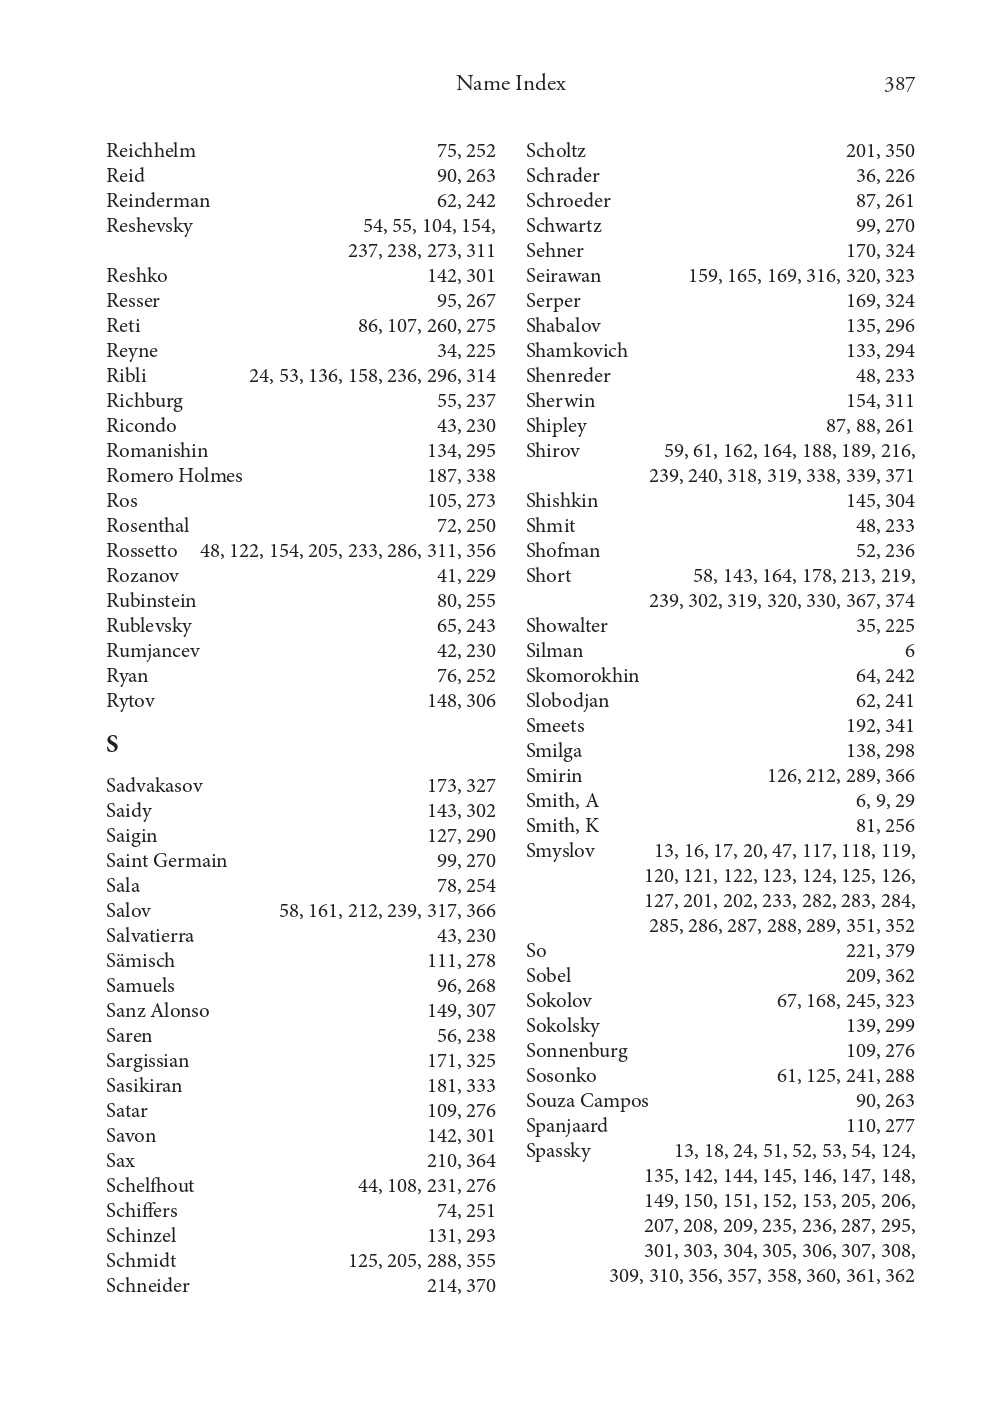 Name Index 387
Reichhelm 75, 252
Reid 90, 263
Reinderman 62, 242
Reshevsky 54, 55, 104, 154,
237, 238, 273, 311
Reshko 142, 301
Resser 95, 267
Reti 86, 107, 260, 275
Reyne 34, 225
Ribli 24, 53, 136, 158, 236, 296, 314
Richburg 55, 237
Ricondo 43, 230
Romanishin 134, 295
Romero Holmes 187, 338
Ros 105, 273
Rosenthal 72, 250
Rossetto 48, 122, 154, 205, 233, 286, 311, 356
Rozanov 41, 229
Rubinstein 80, 255
Rublevsky 65, 243
Rumjancev 42, 230
Ryan 76, 252
Rytov 148, 306
S
Sadvakasov 173, 327
Saidy 143, 302
Saigin 127, 290
Saint Germain 99, 270
Sala 78, 254
Salov 58, 161, 212, 239, 317, 366
Salvatierra 43, 230
Sämisch 111, 278
Samuels 96, 268
Sanz Alonso 149, 307
Saren 56, 238
Sargissian 171, 325
Sasikiran 181, 333
Satar 109, 276
Savon 142, 301
Sax 210, 364
Schelfhout 44, 108, 231, 276
Schiffers 74, 251
Schinzel 131, 293
Schmidt 125, 205, 288, 355
Schneider 214, 370
Scholtz 201, 350
Schrader 36, 226
Schroeder 87, 261
Schwartz 99, 270
Sehner 170, 324
Seirawan 159, 165, 169, 316, 320, 323
Serper 169, 324
Shabalov 135, 296
Shamkovich 133, 294
Shenreder 48, 233
Sherwin 154, 311
Shipley 87, 88, 261
Shirov 59, 61, 162, 164, 188, 189, 216,
239, 240, 318, 319, 338, 339, 371
Shishkin 145, 304
Shmit 48, 233
Shofman 52, 236
Short 58, 143, 164, 178, 213, 219,
239, 302, 319, 320, 330, 367, 374
Showalter 35, 225
Silman 6
Skomorokhin 64, 242
Slobodjan 62, 241
Smeets 192, 341
Smilga 138, 298
Smirin 126, 212, 289, 366
Smith, A 6, 9, 29
Smith, K 81, 256
Smyslov 13, 16, 17, 20, 47, 117, 118, 119,
120, 121, 122, 123, 124, 125, 126,
127, 201, 202, 233, 282, 283, 284,
285, 286, 287, 288, 289, 351, 352
So 221, 379
Sobel 209, 362
Sokolov 67, 168, 245, 323
Sokolsky 139, 299
Sonnenburg 109, 276
Sosonko 61, 125, 241, 288
Souza Campos 90, 263
Spanjaard 110, 277
Spassky 13, 18, 24, 51, 52, 53, 54, 124,
135, 142, 144, 145, 146, 147, 148,
149, 150, 151, 152, 153, 205, 206,
207, 208, 209, 235, 236, 287, 295,
301, 303, 304, 305, 306, 307, 308,
309, 310, 356, 357, 358, 360, 361, 362